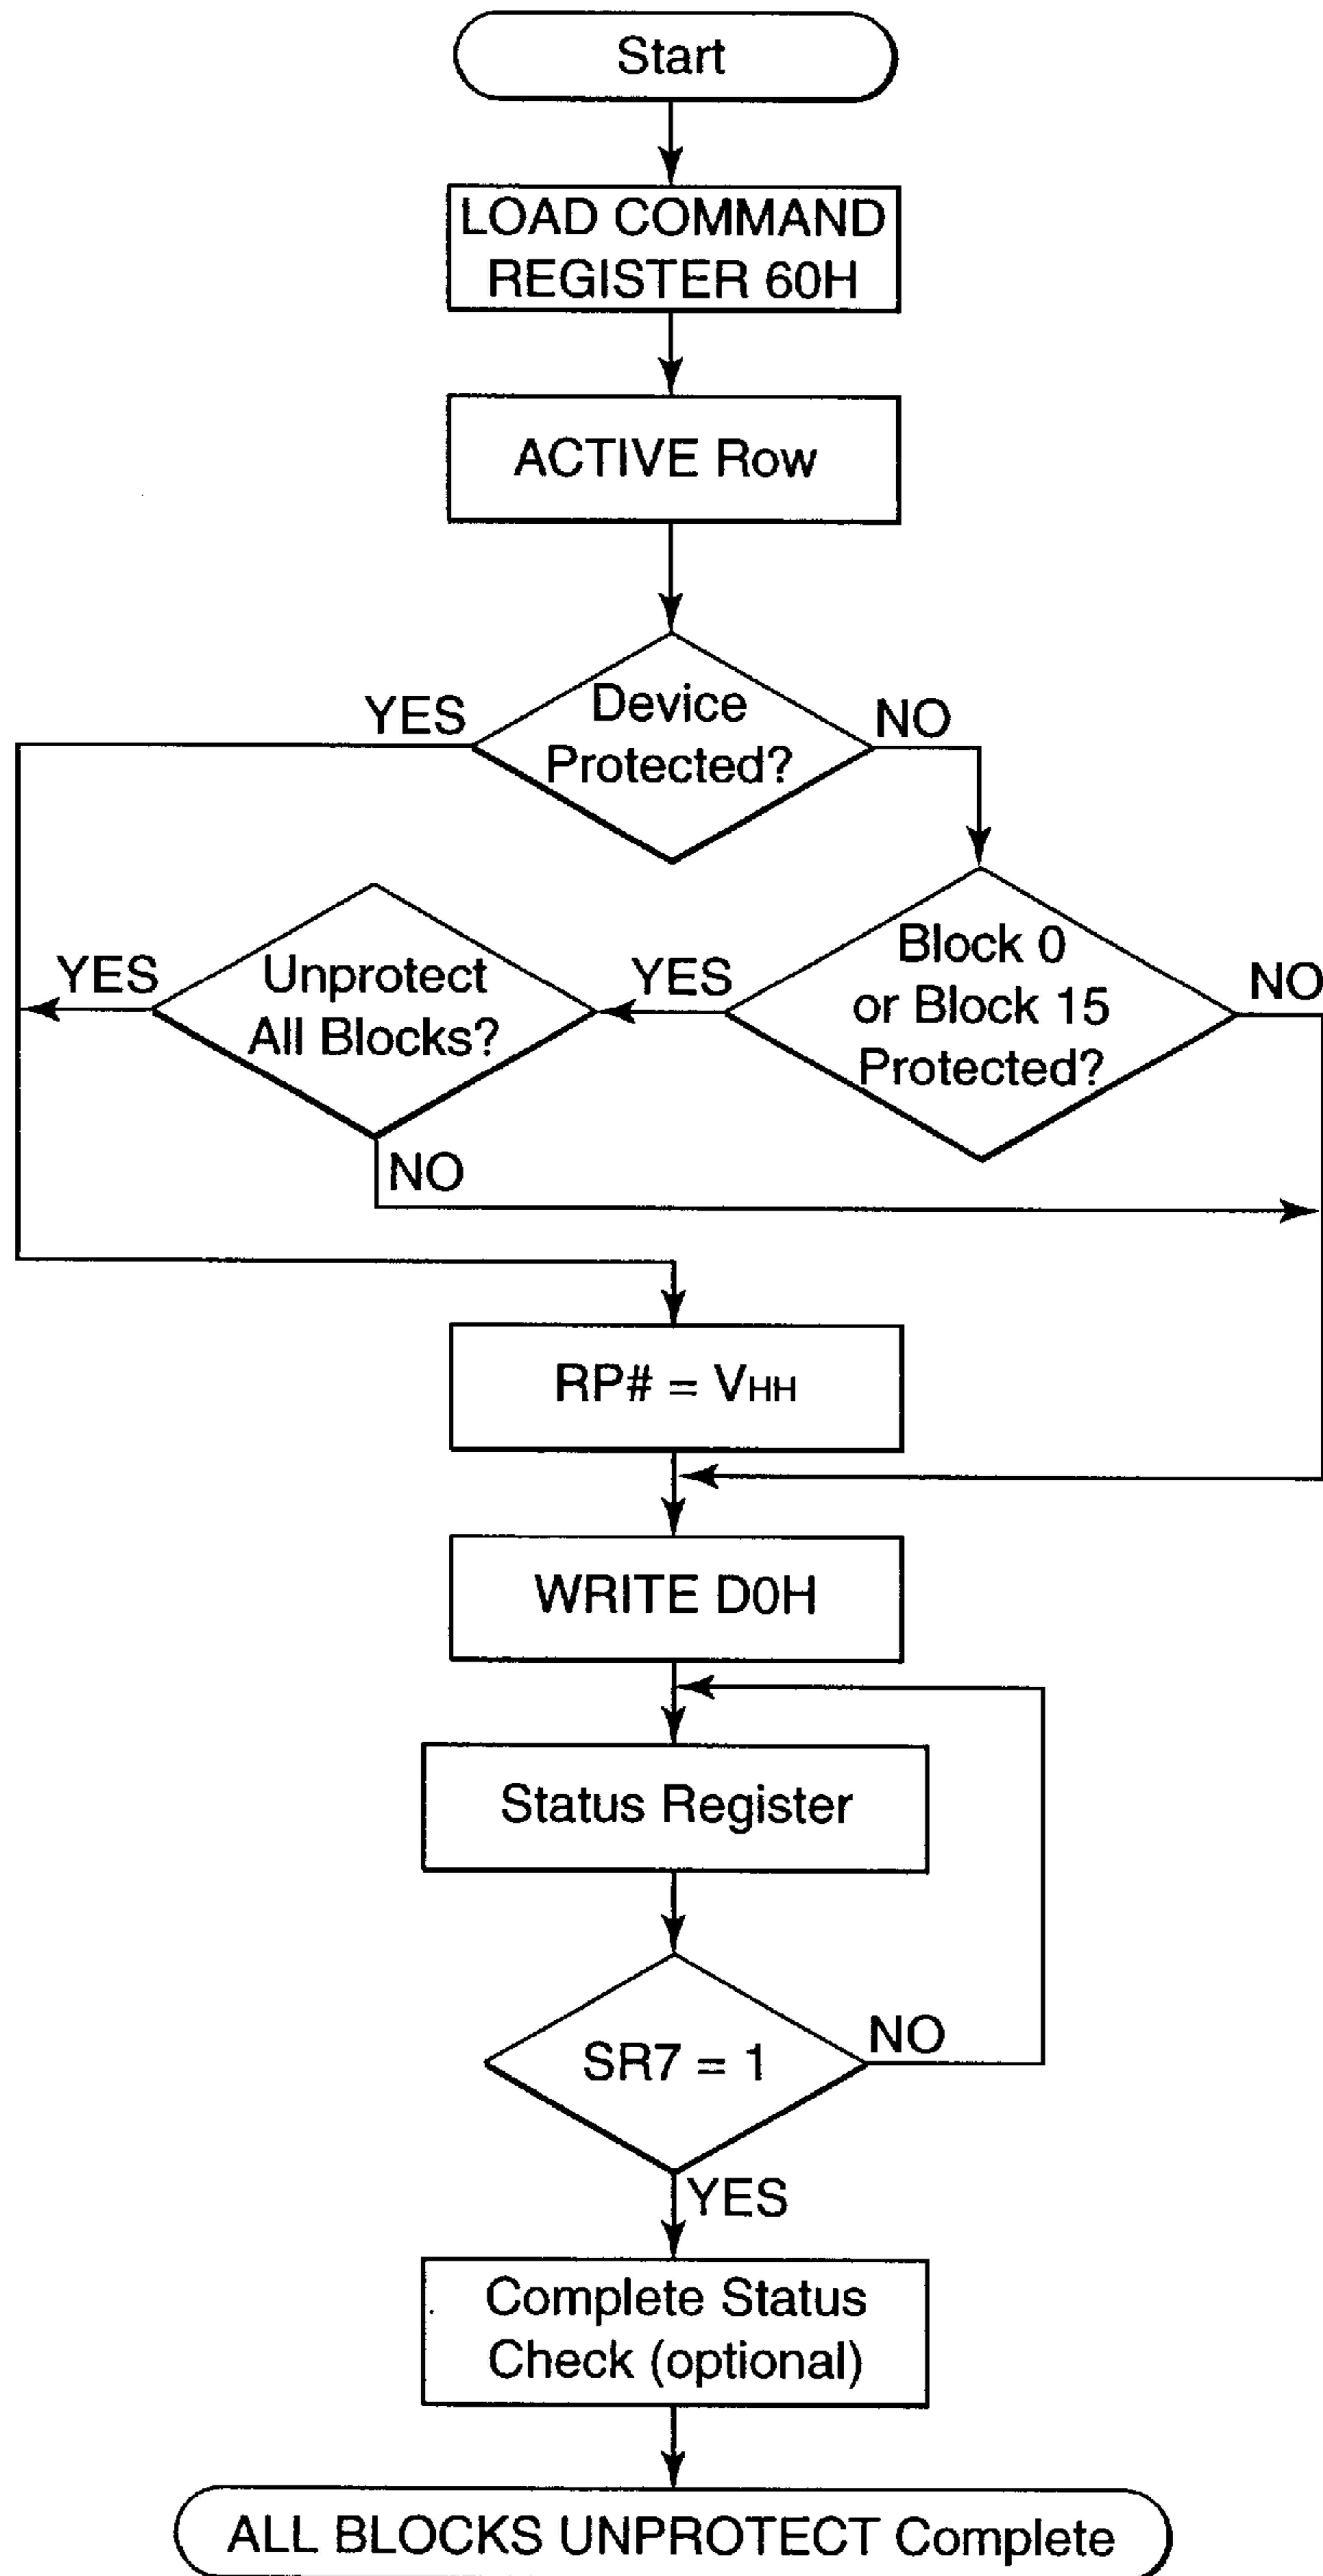 Start
LOAD COMMAND
REGISTER 60H
ACTIVE Row
YES
Device
Protected?
NO
YES
Unprotect
All Blocks?
YES
Block 0
or Block 15
Protected?
NO
NO
RP# = VHH
WRITE D0H
Status Register
SR7 = 1
NO
YES
Complete Status
Check (optional)
ALL BLOCKS UNPROTECT Complete